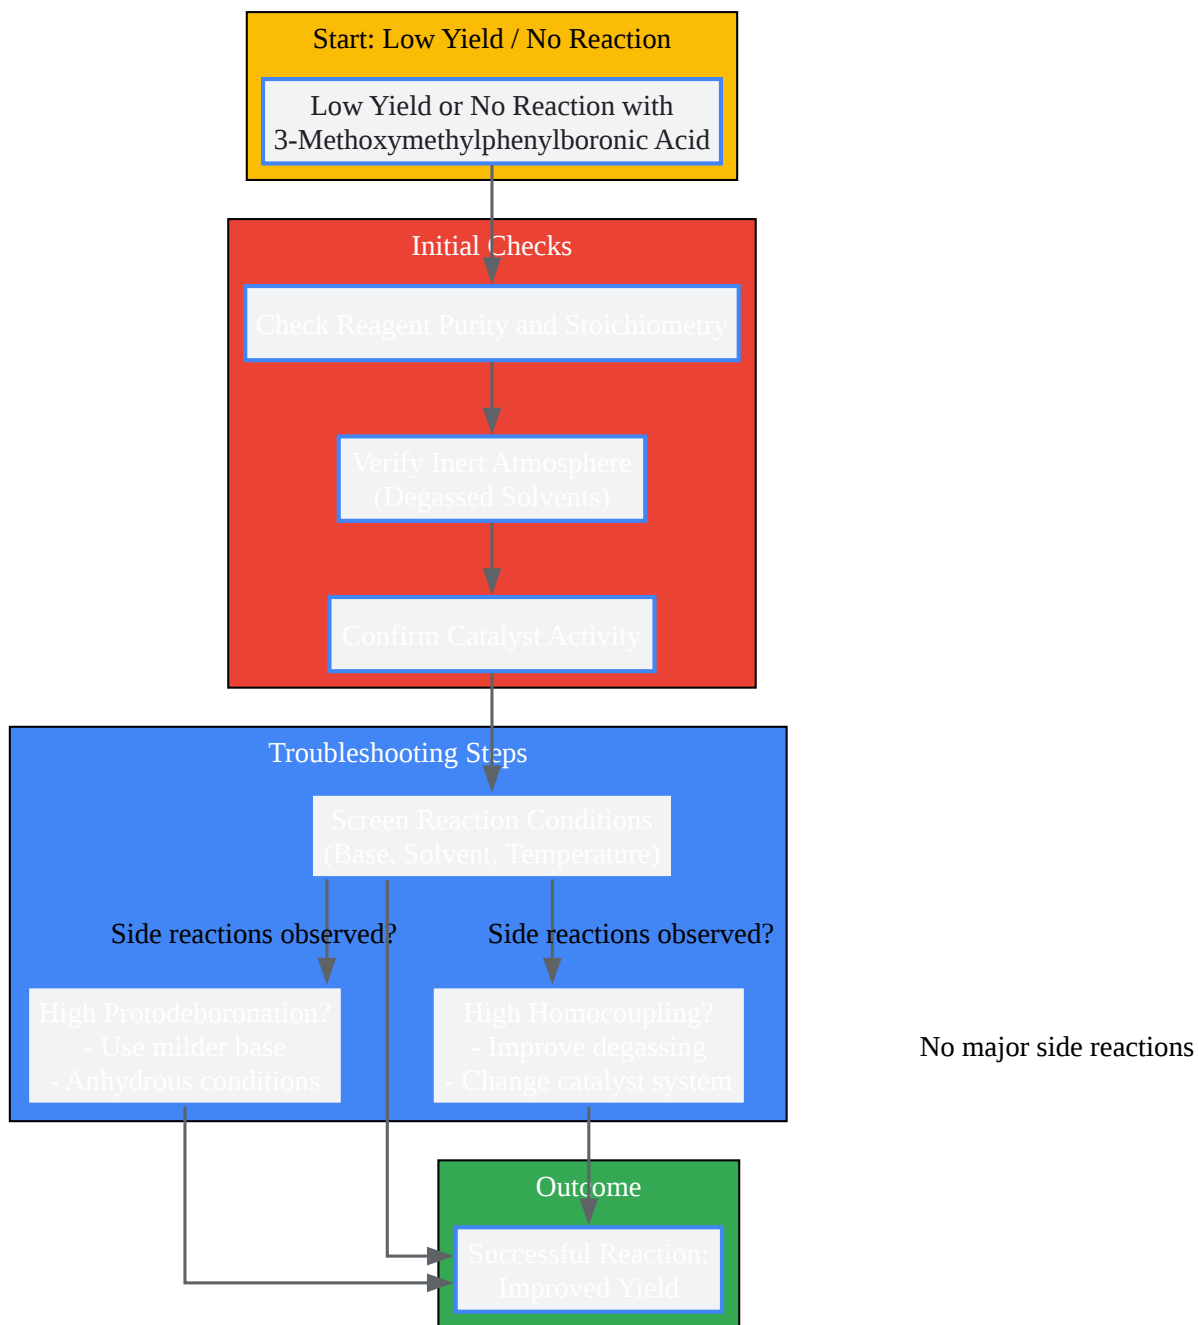 Start: Low Yield / No Reaction
Low Yield or No Reaction with
3-Methoxymethylphenylboronic Acid
Initial Checks
Check Reagent Purity and Stoichiometry
Verify Inert Atmosphere
(Degassed Solvents)
Confirm Catalyst Activity
Troubleshooting Steps
Screen Reaction Conditions
(Base, Solvent, Temperature)
Side reactions observed?
Side reactions observed?
High Protodeboronation?
- Use milder base
- Anhydrous conditions
High Homocoupling?
- Improve degassing
- Change catalyst system
No major side reactions
Outcome
Successful Reaction:
Improved Yield